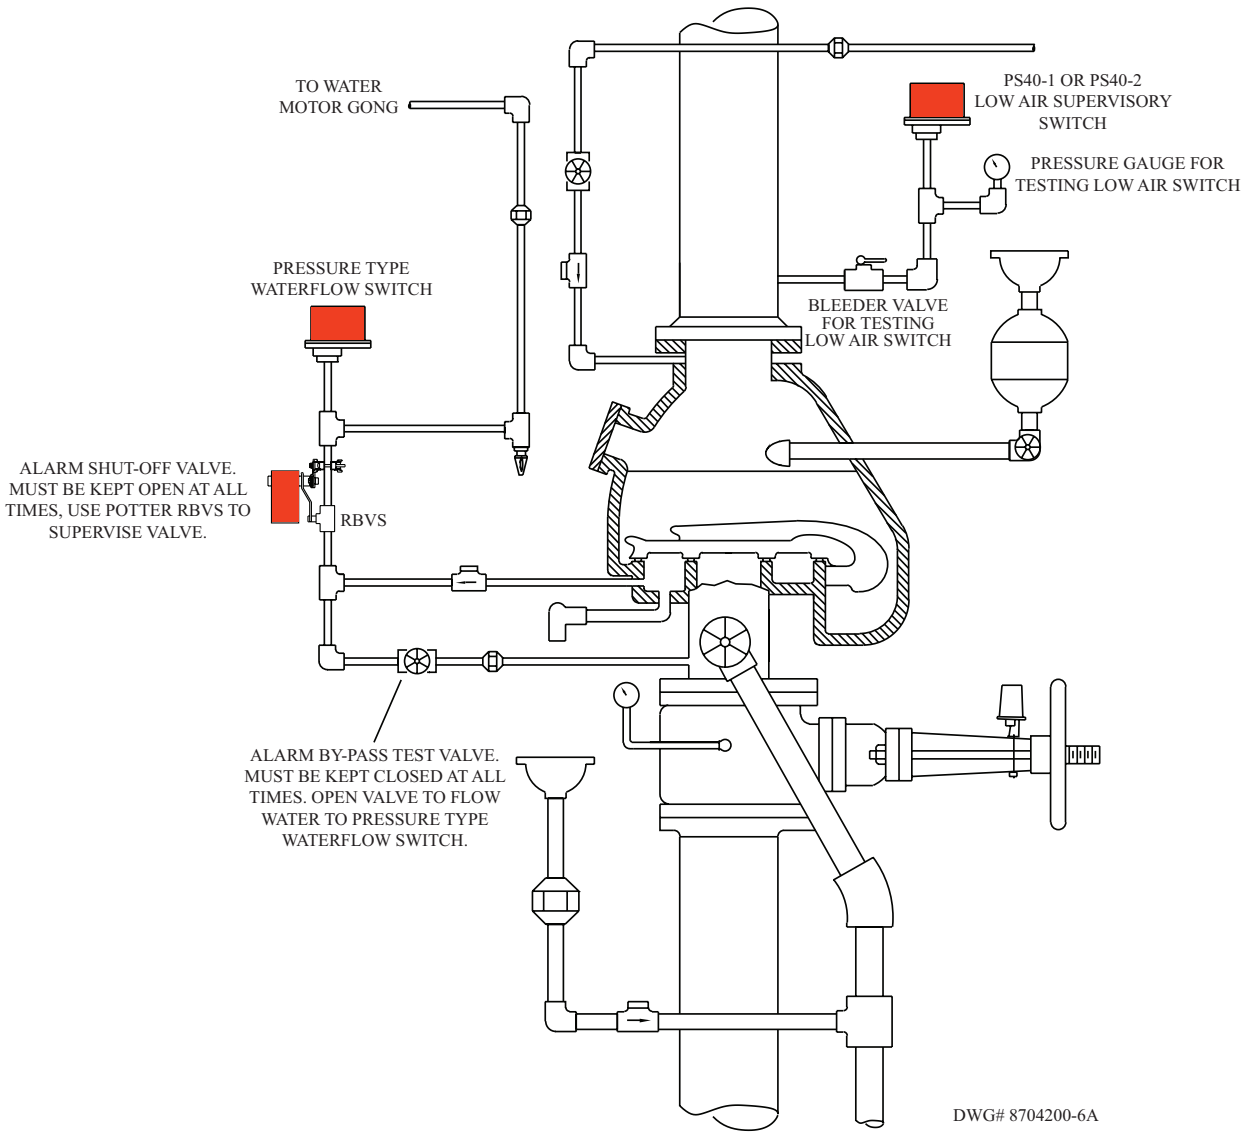 TO WATER
MOTOR GONG
PS40-1 OR PS40-2
LOW AIR SUPERVISORY
SWITCH
PRESSURE GAUGE FOR
TESTING LOW AIR SWITCH
PRESSURE TYPE
WATERFLOW SWITCH
BLEEDER VALVE
FOR TESTING
LOW AIR SWITCH
ALARM SHUT-OFF VALVE.
MUST BE KEPT OPEN AT ALL
TIMES, USE POTTER RBVS TO
SUPERVISE VALVE.
RBVS
ALARM BY-PASS TEST VALVE.
MUST BE KEPT CLOSED AT ALL
TIMES. OPEN VALVE TO FLOW
WATER TO PRESSURE TYPE
WATERFLOW SWITCH.
DWG# 8704200-6A